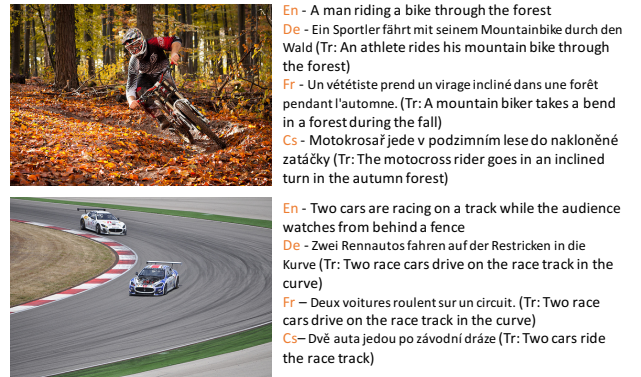 En - A man riding a bike through the forest
De - Ein Sportler fährt mit seinem Mountainbike durch den
Wald (Tr: An athlete rides his mountain bike through
the forest)
Fr - Un vététiste prend un virage incliné dans une forêt
pendant l'automne. (Tr: A mountain biker takes a bend
in a forest during the fall)
Cs - Motokrosař jede v podzimním lese do nakloněné
zatáčky (Tr: The motocross rider goes in an inclined
turn in the autumn forest)
En - Two cars are racing on a track while the audience
watches from behind a fence
De - Zwei Rennautos fahren auf der Restricken in die
Kurve (Tr: Two race cars drive on the race track in the
curve)
Fr – Deux voitures roulent sur un circuit. (Tr: Two race
cars drive on the race track in the curve)
Cs– Dvě auta jedou po závodní dráze (Tr: Two cars ride
the race track)